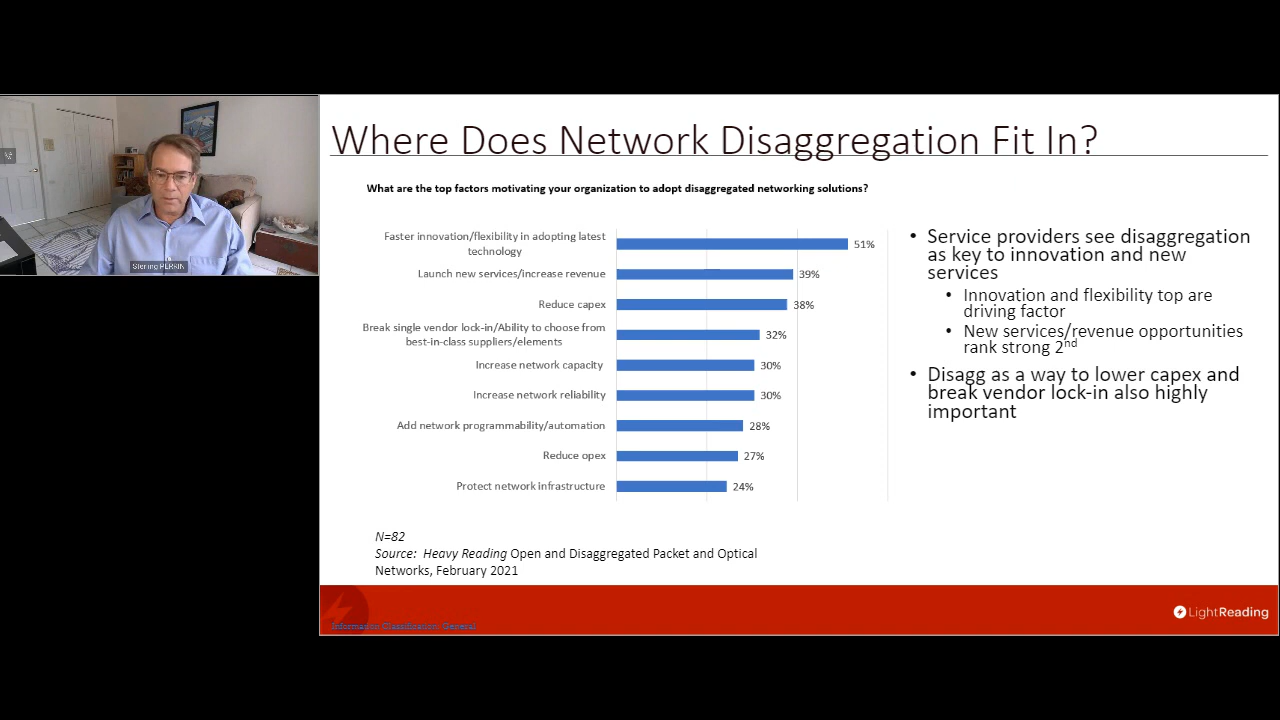 Where Does Network Disaggregation Fit In?
What are the top factors motivating your organization to adopt disaggregated networking solutions?
Faster innovation/flexibility in adopting latest
technology
51%
Launch new services/increase revenue
39%
Reduce capex
38%
Break single vendor lock-in/Ability to choose from
best-in-class suppliers/elements
32%
Increase network capacity
30%
Increase network reliability
30%
Add network programmability/automation
28%
Reduce opex
27%
Protect network infrastructure
24%
• Service providers see disaggregation
as key to innovation and new
services
• Innovation and flexibility top are
driving factor
• New services/revenue opportunities
rank strong 2nd
• Disagg as a way to lower capex and
break vendor lock-in also highly
important
N=82
Source: Heavy Reading Open and Disaggregated Packet and Optical
Networks, February 2021
Information Classification: General
LightReading
Sterling PERRIN